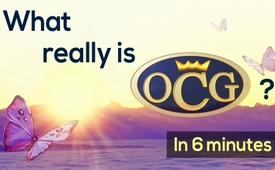 What
really is
OCG
?
In 6 minutes